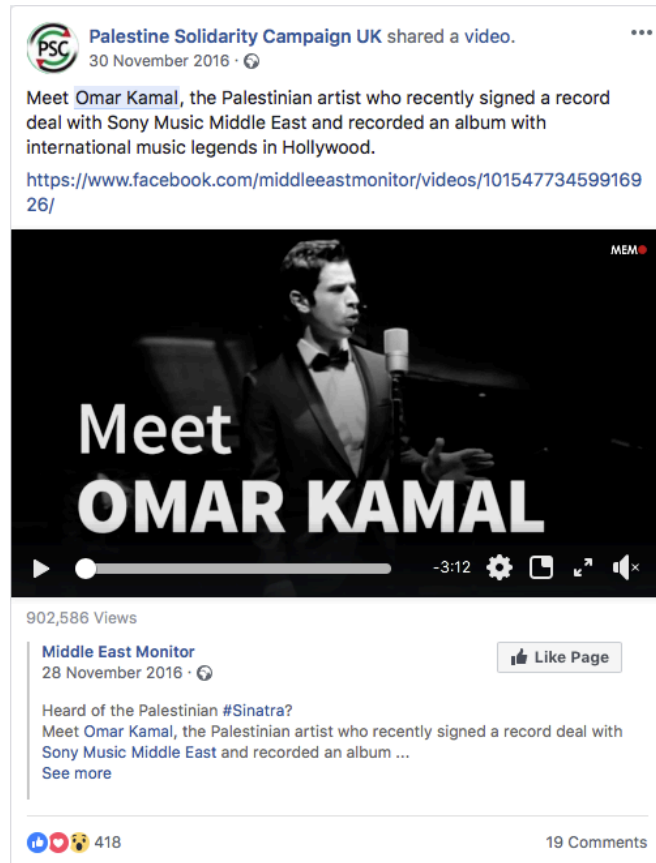 PSC
Palestine Solidarity Campaign UK shared a video.
30 November 2016 ·
Meet Omar Kamal, the Palestinian artist who recently signed a record
deal with Sony Music Middle East and recorded an album with
international music legends in Hollywood.
https://www.facebook.com/middleeastmonitor/videos/101547734599169
26/
MEMO
Meet
OMAR KAMAL
-3:12
902,586 Views
Middle East Monitor
Like Page
28 November 2016 ·
Heard of the Palestinian #Sinatra?
Meet Omar Kamal, the Palestinian artist who recently signed a record deal with
Sony Music Middle East and recorded an album ...
See more
418
19 Comments